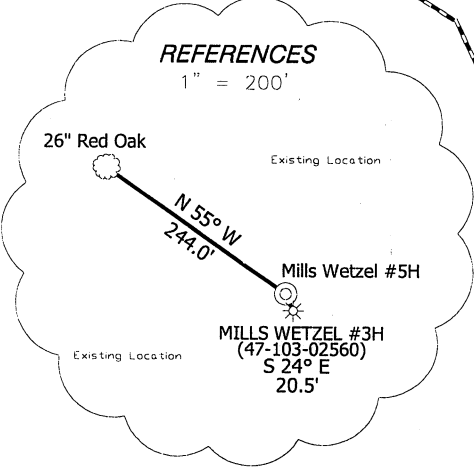 REFERENCES
1" = 200'
26" Red Oak
Existing Location
N 55° W
244.0'
Mills Wetzel #5H
MILLS WETZEL #3H
(47-103-02560)
S 24° E
20.5'
Existing Location